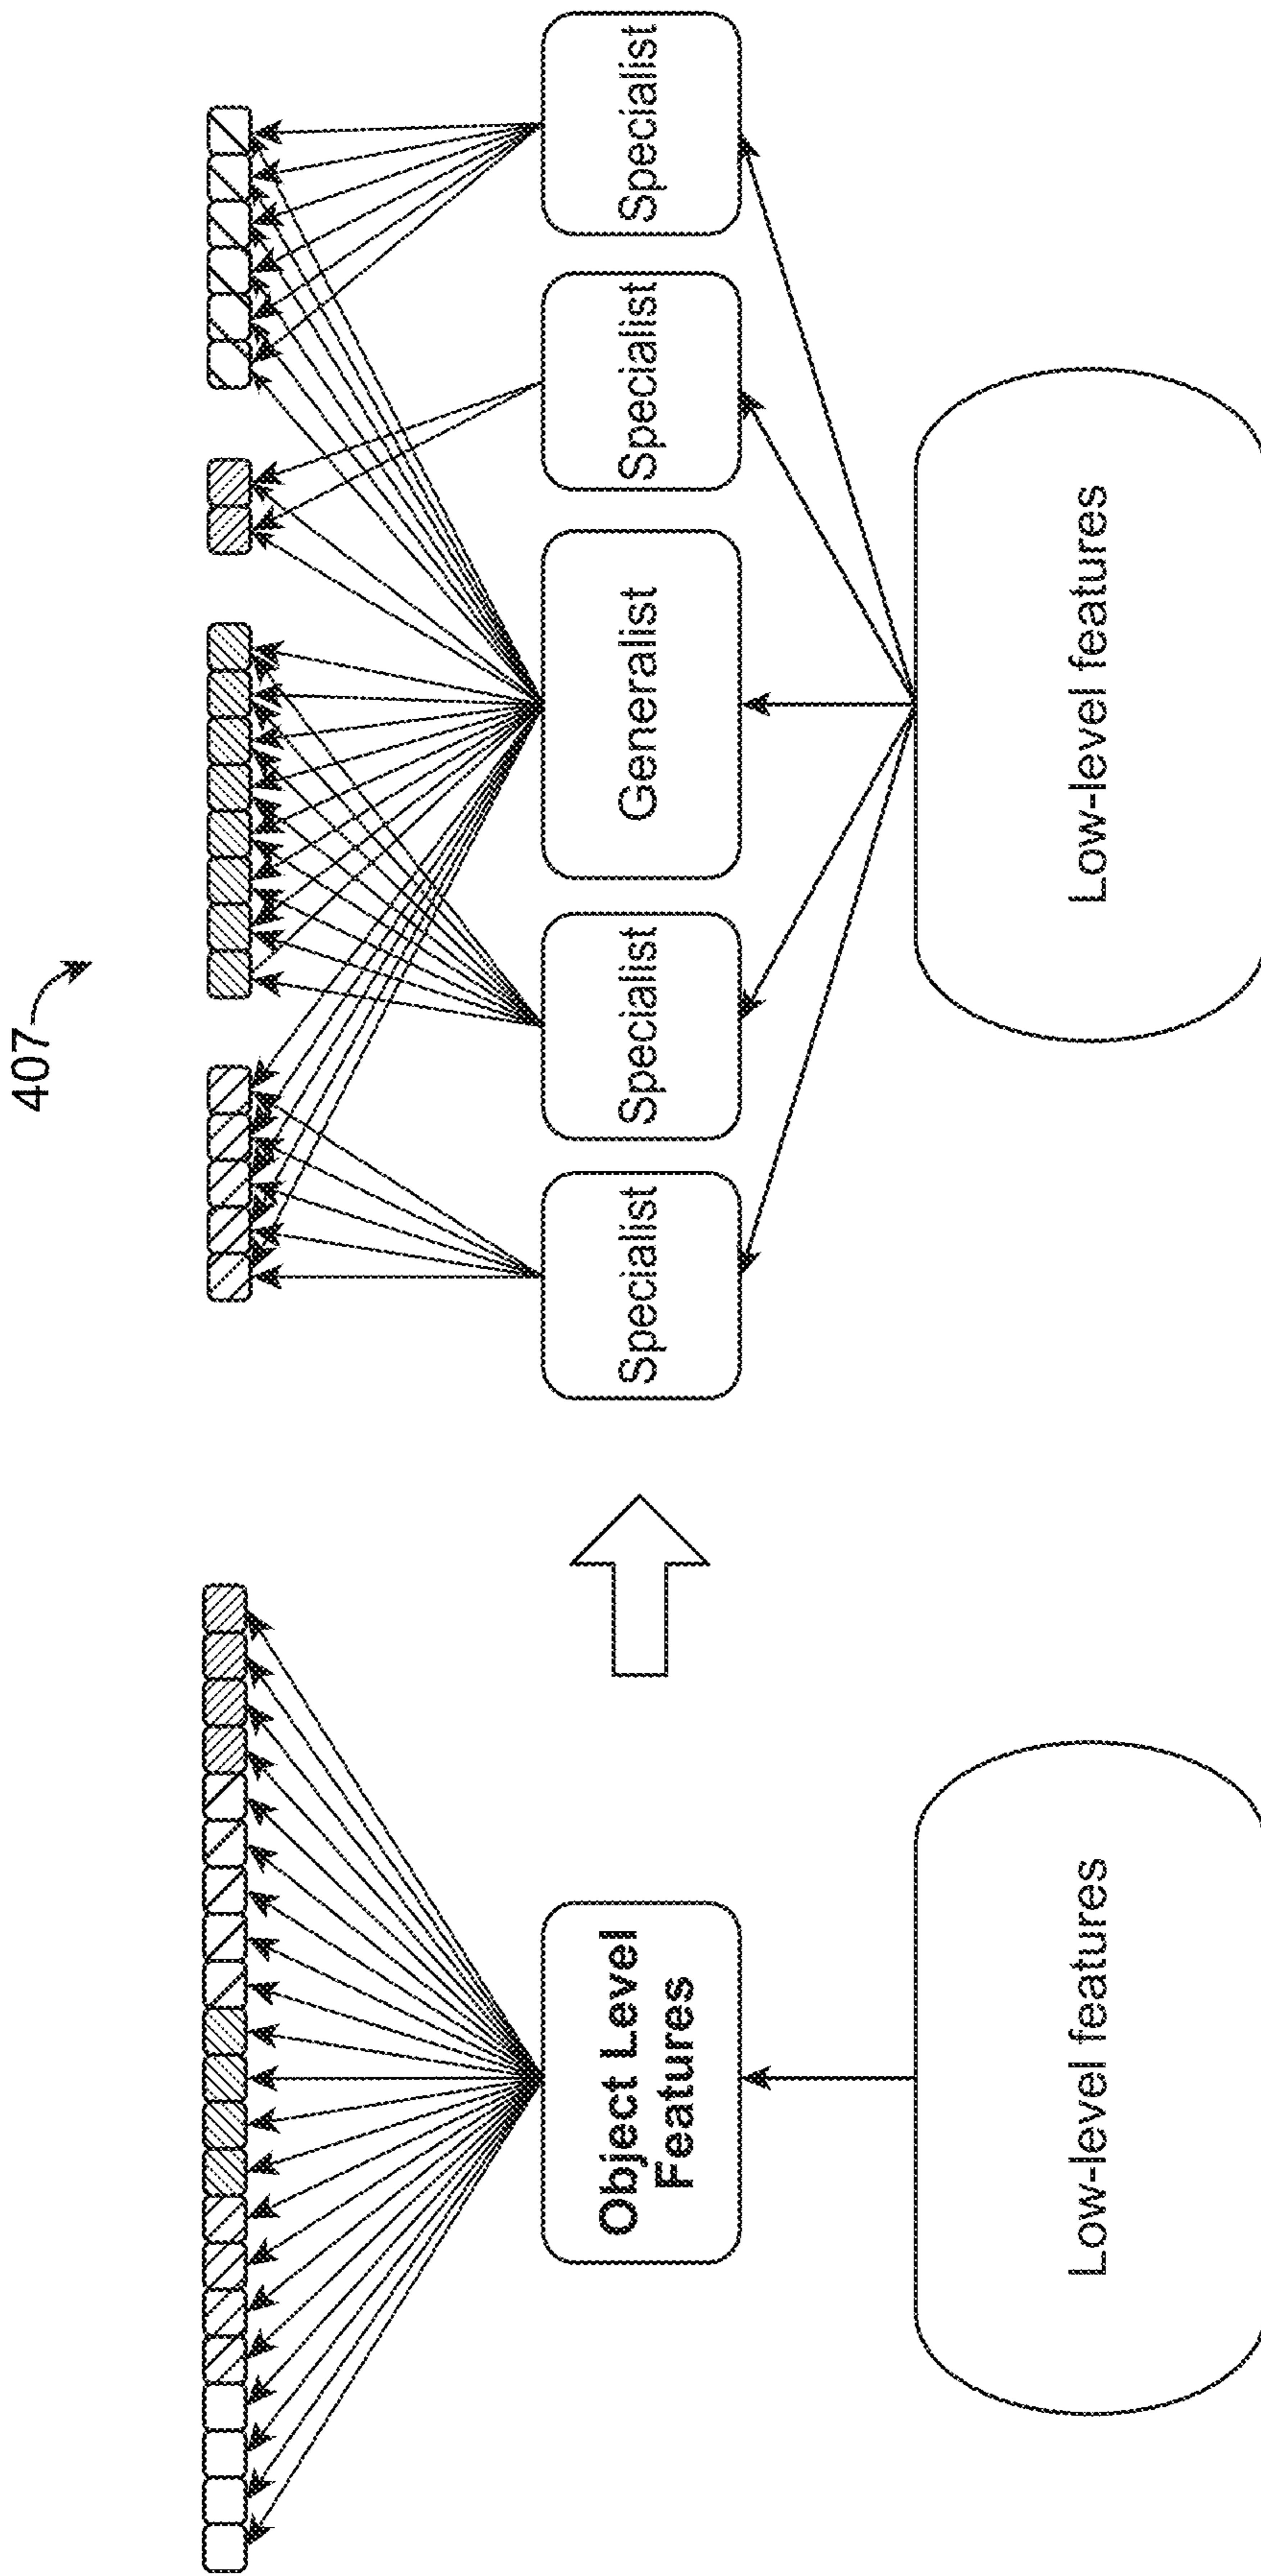 407
Object Level
Features
Low-level features
Specialist
Specialist
Generalist
Specialist
Specialist
Low-level features